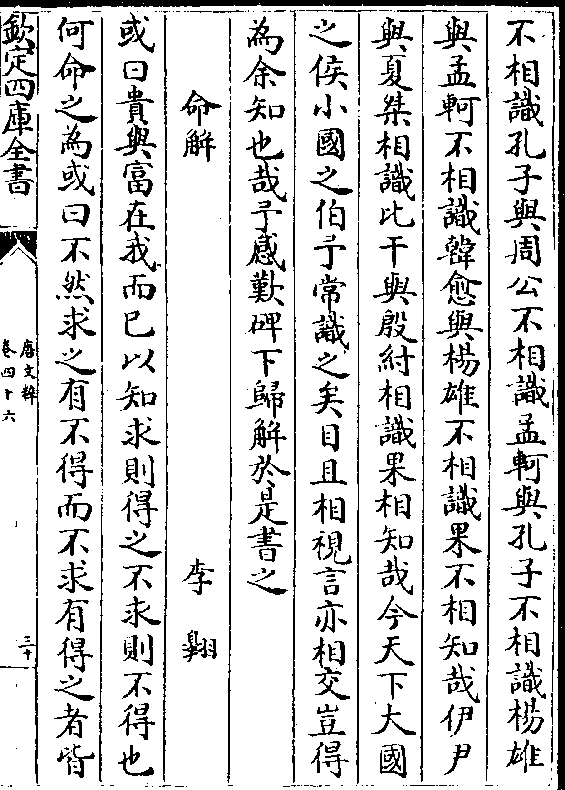 不相識孔子與周公不相識孟軻與孔子不相識楊雄
與孟軻不相識韓愈與楊雄不相識果不相知哉伊尹
與夏桀相識比干與殷紂相識果相知哉今天下大國
之侯小國之伯予常識之矣目且相視言亦相交豈得
為余知也哉予感歎碑下歸解於是書之
命解 李翺
或曰貴與富在我而已以知求則得之不求則不得也
何命之為或曰不然求之有不得而不求有得之者皆
欽定四庫全書
唐文粹
卷四十六
三十